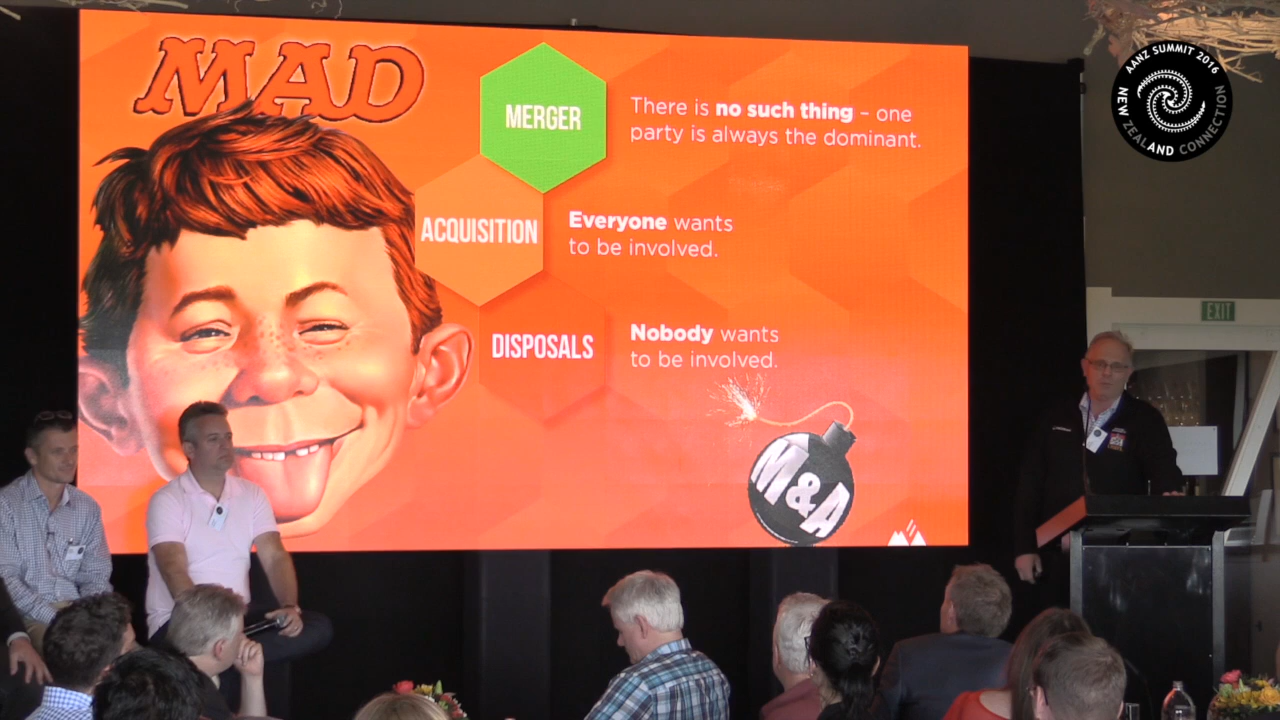 MAD
MERGER
There is no such thing – one
party is always the dominant.
ACQUISITION
Everyone wants
to be involved.
DISPOSALS
Nobody wants
to be involved.
M&A
AANZ SUMMIT 2016
NEW ZEALAND CONNECTION
EXIT